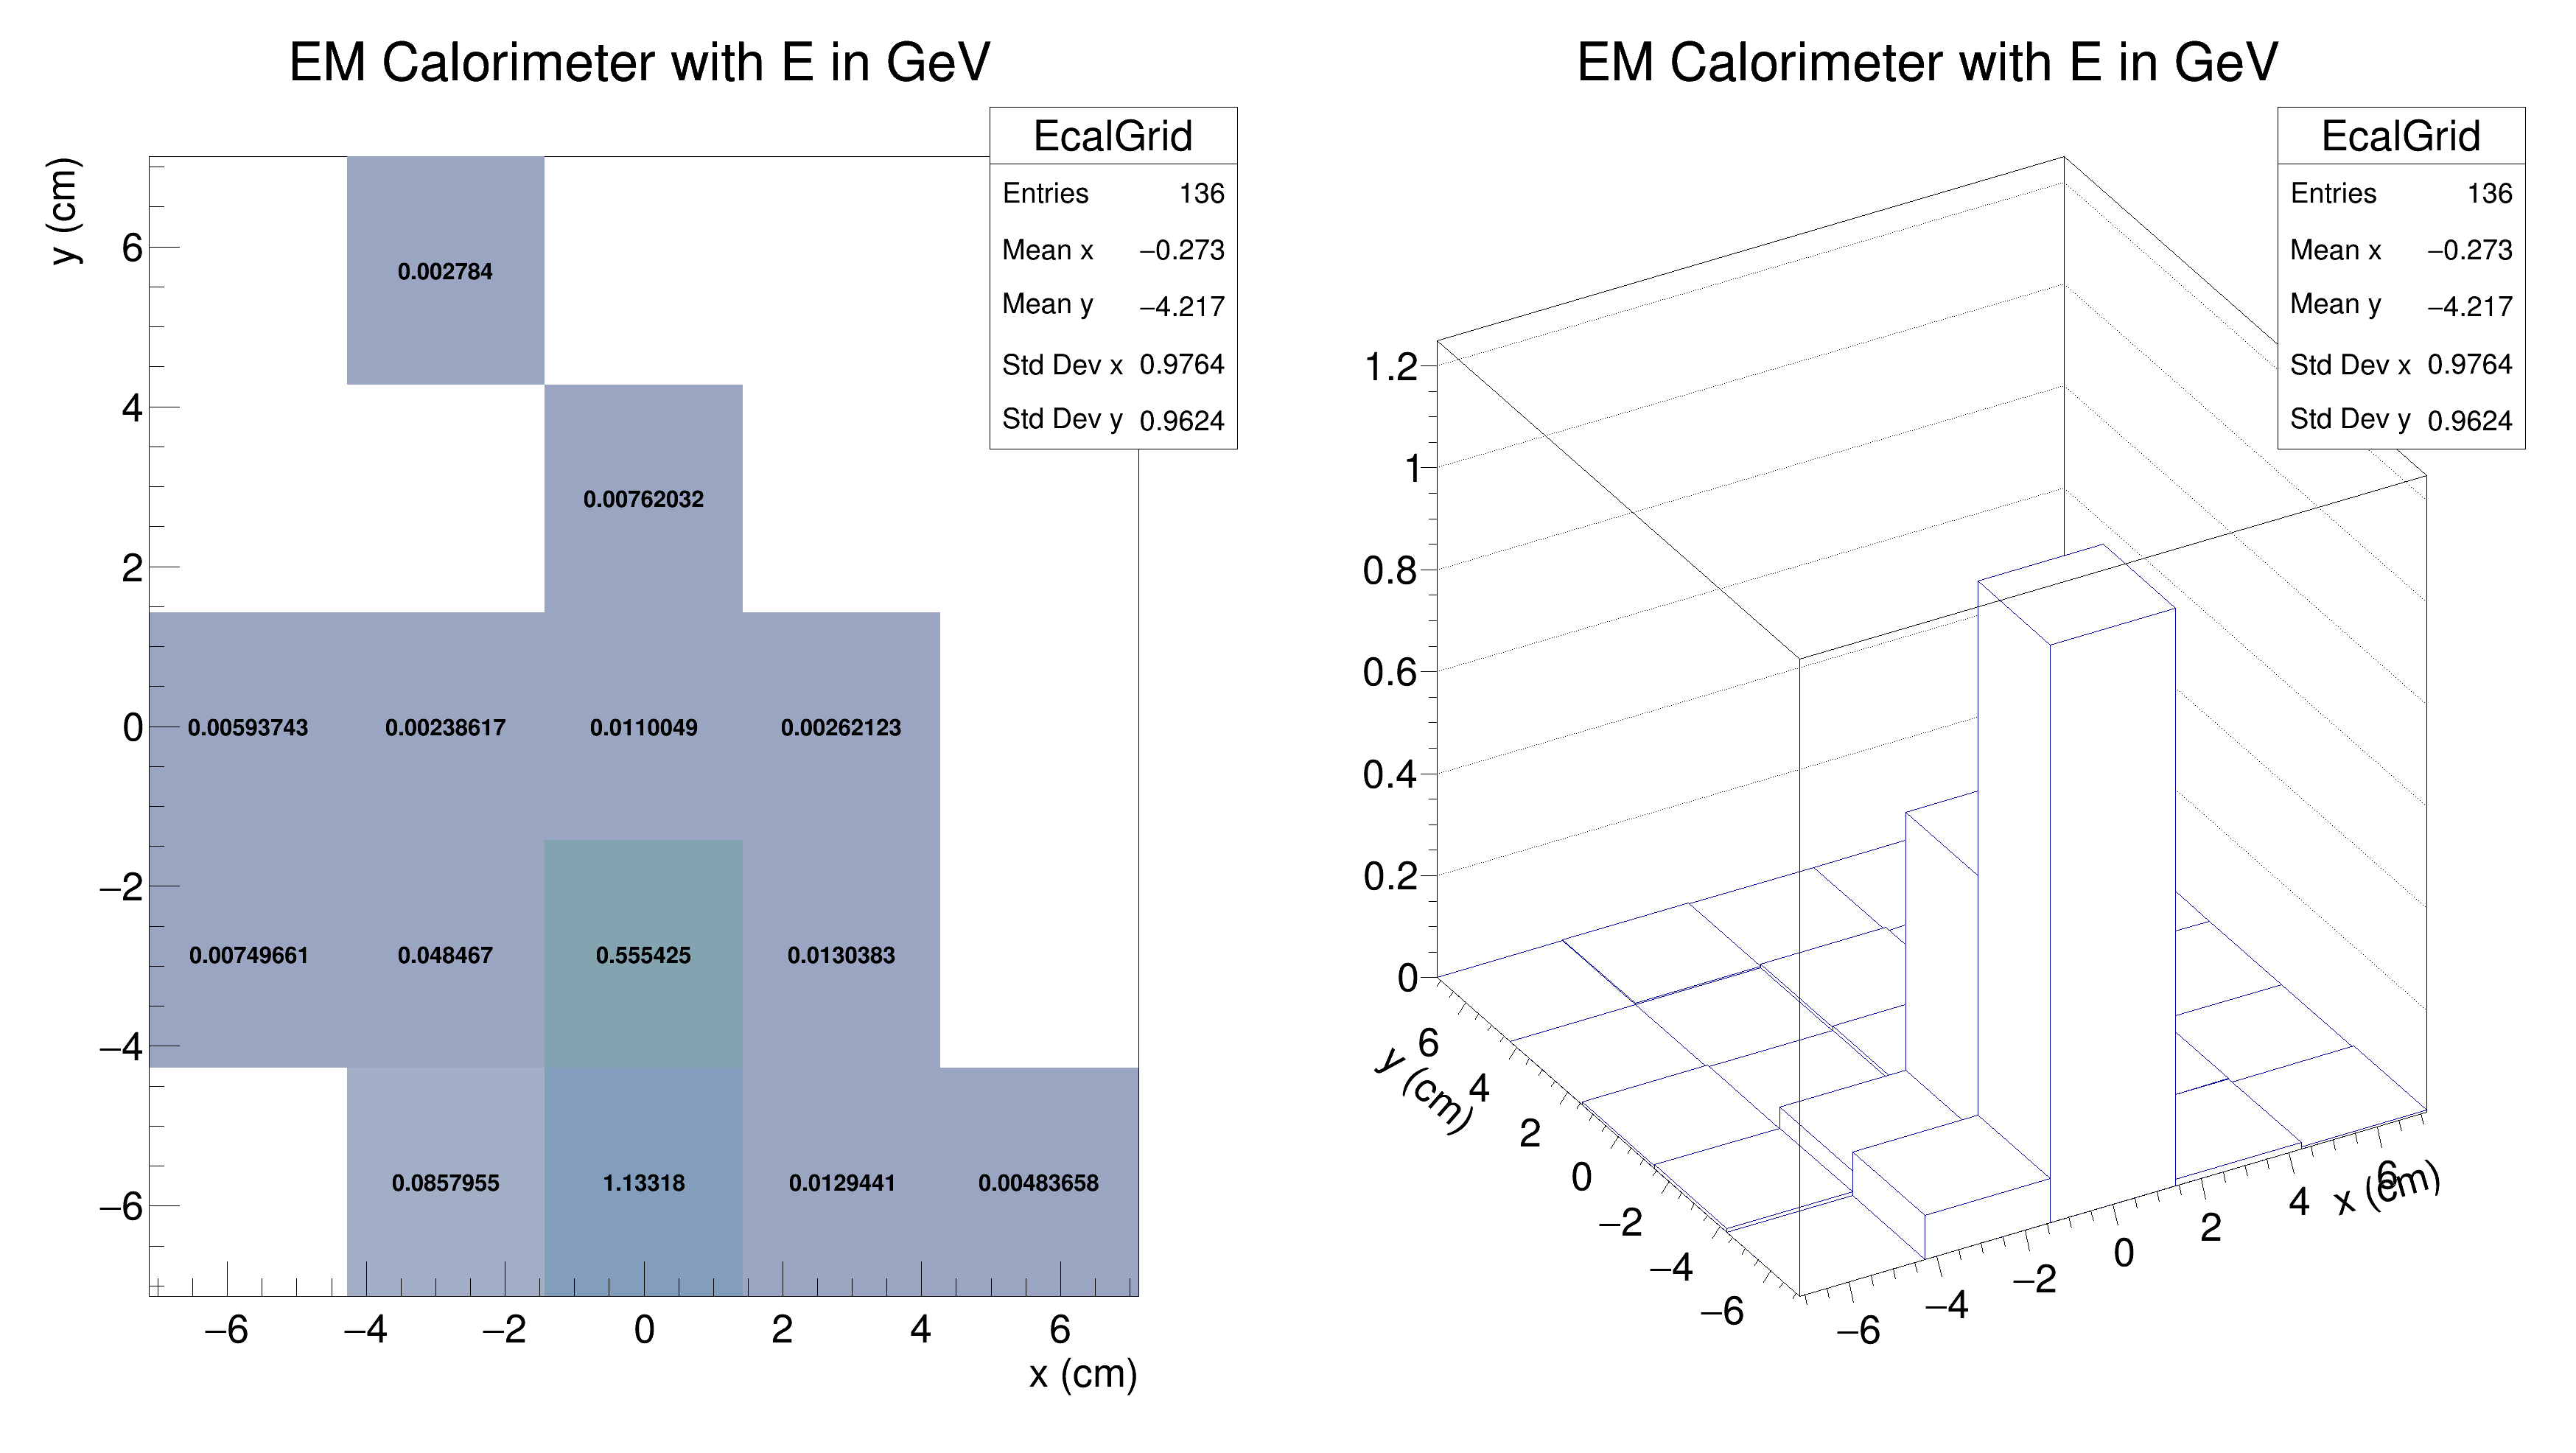 EM Calorimeter with E in GeV
EcalGrid
Entries 136
Mean x −0.273
Mean y −4.217
Std Dev x 0.9764
Std Dev y 0.9624
y (cm)
6
4
2
0
−2
−4
−6
0.002784
0.00762032
0.00593743 0.00238617 0.0110049 0.00262123
0.00749661 0.048467 0.555425 0.0130383
0.0857955 1.13318 0.0129441 0.00483658
−6 −4 −2 0 2 4 6
x (cm)
EM Calorimeter with E in GeV
EcalGrid
Entries 136
Mean x −0.273
Mean y −4.217
Std Dev x 0.9764
Std Dev y 0.9624
1.2
1
0.8
0.6
0.4
0.2
0
y (cm)
6
4
2
0
−2
−4
−6
−6 −4 −2 0 2 4 6
x (cm)